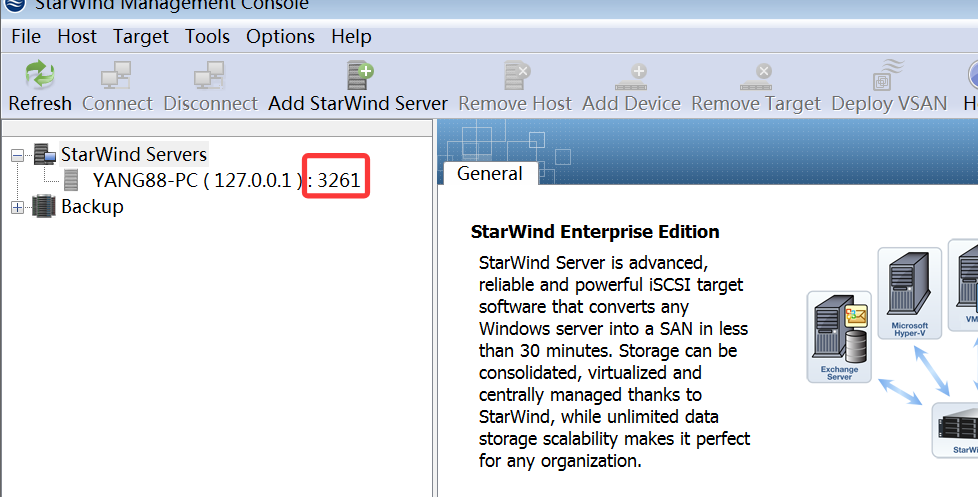 StarWind Management Console
File Host Target Tools Options Help
Refresh Connect Disconnect Add StarWind Server Remove Host Add Device Remove Target Deploy VSAN
StarWind Servers
YANG88-PC ( 127.0.0.1 ) : 3261
Backup
General
StarWind Enterprise Edition
StarWind Server is advanced,
reliable and powerful iSCSI target
software that converts any
Windows server into a SAN in less
than 30 minutes. Storage can be
consolidated, virtualized and
centrally managed thanks to
StarWind, while unlimited data
storage scalability makes it perfect
for any organization.
Microsoft
Hyper-V
VM
Exchange
Server
StarWi